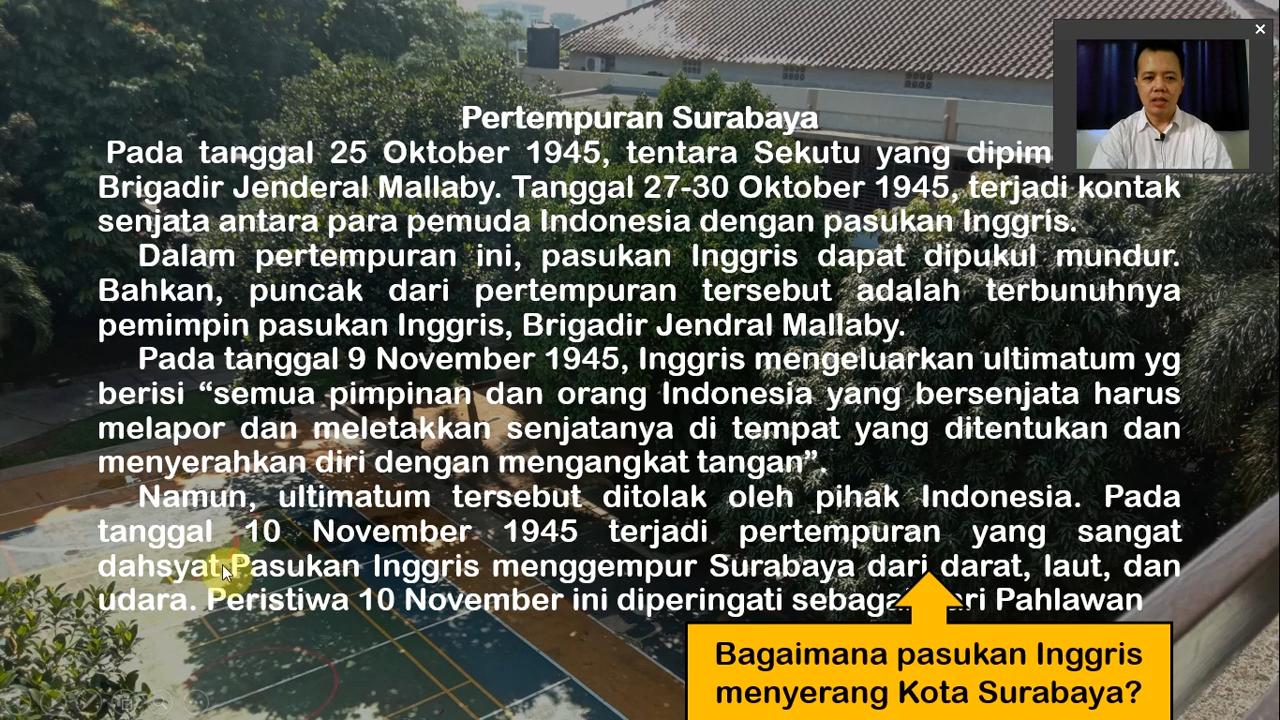 Pertempuran Surabaya
Pada tanggal 25 Oktober 1945, tentara Sekutu yang
Brigadir Jenderal Mallaby. Tanggal 27-30 Oktober 1945, terjadi kontak
senjata antara para pemuda Indonesia dengan pasukan Inggris.
Dalam pertempuran ini, pasukan Inggris dapat dipukul mundur.
Bahkan, puncak dari pertempuran tersebut adalah terbunuhnya
pemimpin pasukan Inggris, Brigadir Jendral Mallaby.
Pada tanggal 9 November 1945, Inggris mengeluarkan ultimatum yg
berisi “semua pimpinan dan orang Indonesia yang bersenjata harus
melapor dan meletakkan senjatanya di tempat yang ditentukan dan
menyerahkan diri dengan mengangkat tangan”.
Namun, ultimatum tersebut ditolak oleh pihak Indonesia. Pada
tanggal 10 November 1945 terjadi pertempuran yang sangat
dahsyat.Pasukan Inggris menggempur Surabaya dari darat, laut, dan
udara. Peristiwa 10 November ini diperingati Pahlawan
Bagaimana pasukan Inggris
menyerang Kota Surabaya?